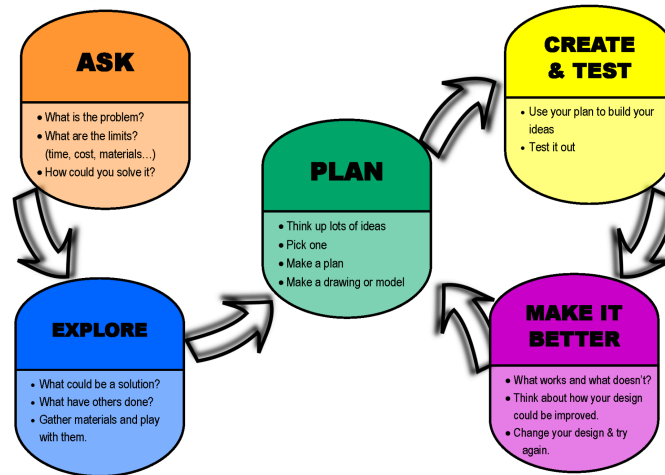 ASK
● What is the problem?
● What are the limits?
(time, cost, materials…)
● How could you solve it?
EXPLORE
● What could be a solution?
● What have others done?
● Gather materials and play
with them.
PLAN
● Think up lots of ideas
● Pick one
● Make a plan
● Make a drawing or model
CREATE
& TEST
● Use your plan to build your
ideas
● Test it out
MAKE IT
BETTER
● What works and what doesn't?
● Think about how your design
could be improved.
● Change your design & try
again.